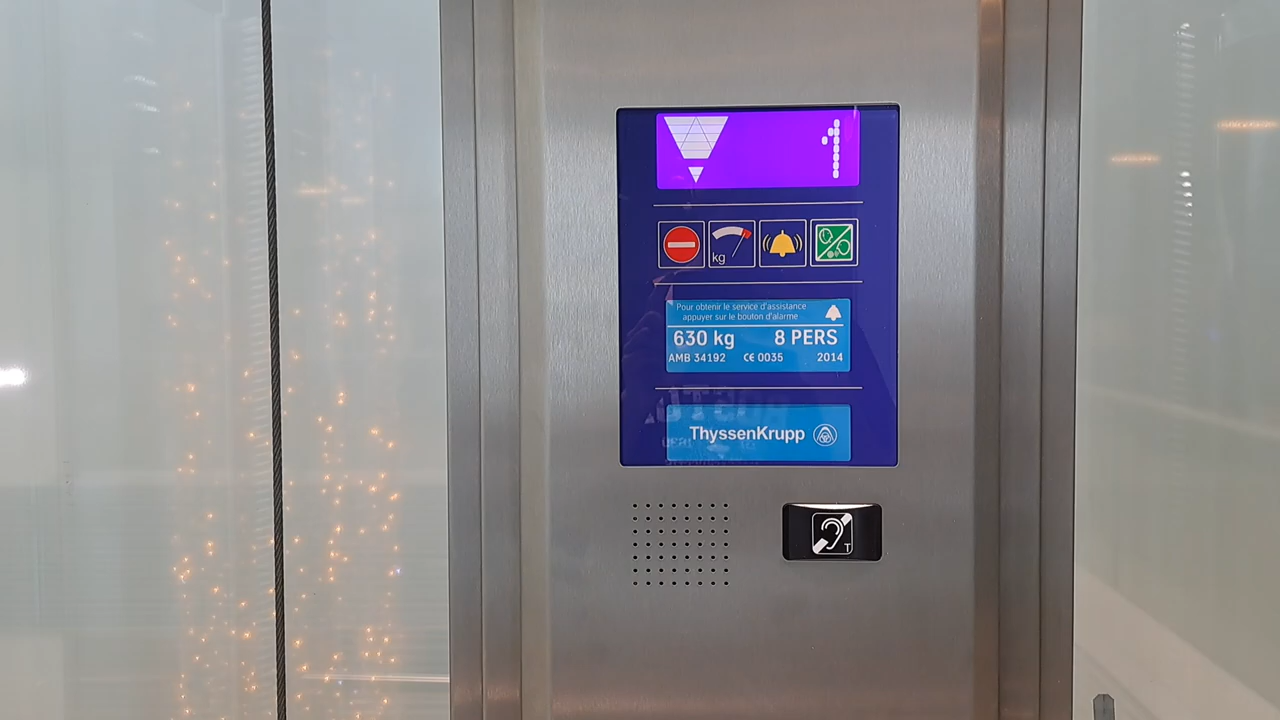 1
kg
Pour obtenir le service d'assistance
appuyer sur le bouton d'alarme
630 kg 8 PERS
AMB 34192 CE 0035 2014
ThyssenKrupp
T